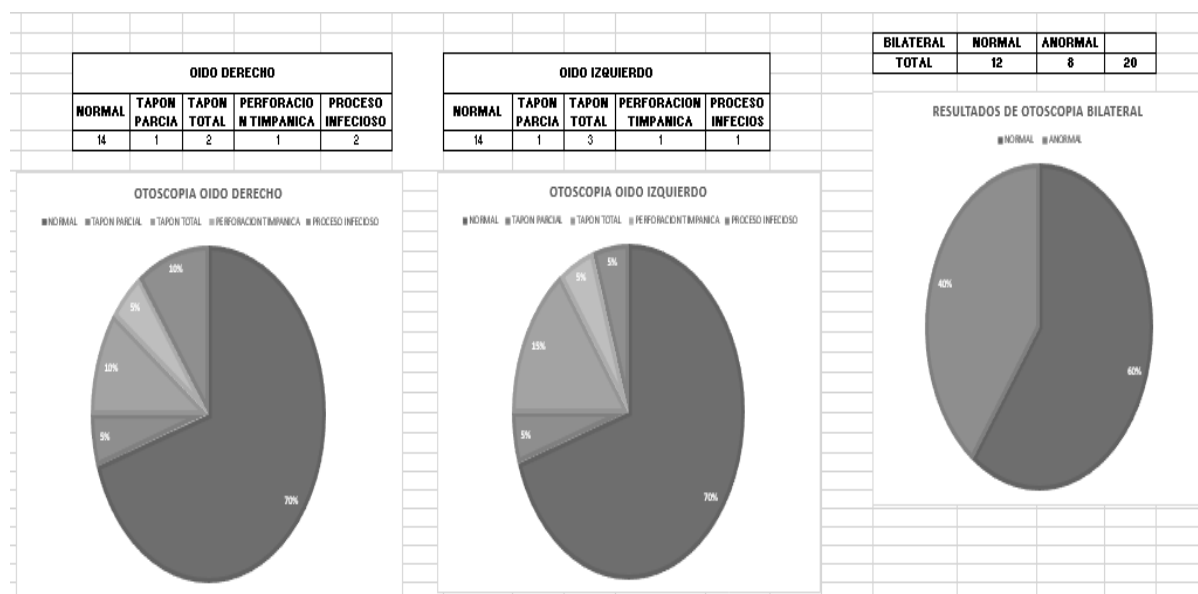 OIDO DERECHO
NORMAL TAPON PARCIA TAPON TOTAL PERFORACIO N TIMPANICA PROCESO INFECIOSO
14 1 2 1 2
OIDO IZQUIERDO
NORMAL TAPON PARCIA TAPON TOTAL PERFORACION TIMPANICA PROCESO INFECIOS
14 1 3 1 1
BILATERAL NORMAL ANORMAL
TOTAL 12 8 20
OTOSCOPIA OIDO DERECHO
NORMAL TAPON PARCIAL TAPON TOTAL PERFORACION TIMPANICA PROCESO INFECIOSO
10%
5%
10%
5%
70%
OTOSCOPIA OIDO IZQUIERDO
NORMAL TAPON PARCIAL TAPON TOTAL PERFORACION TIMPANICA PROCESO INFECIOSO
5%
5%
15%
5%
70%
RESULTADOS DE OTOSCOPIA BILATERAL
NORMAL ANORMAL
40%
60%